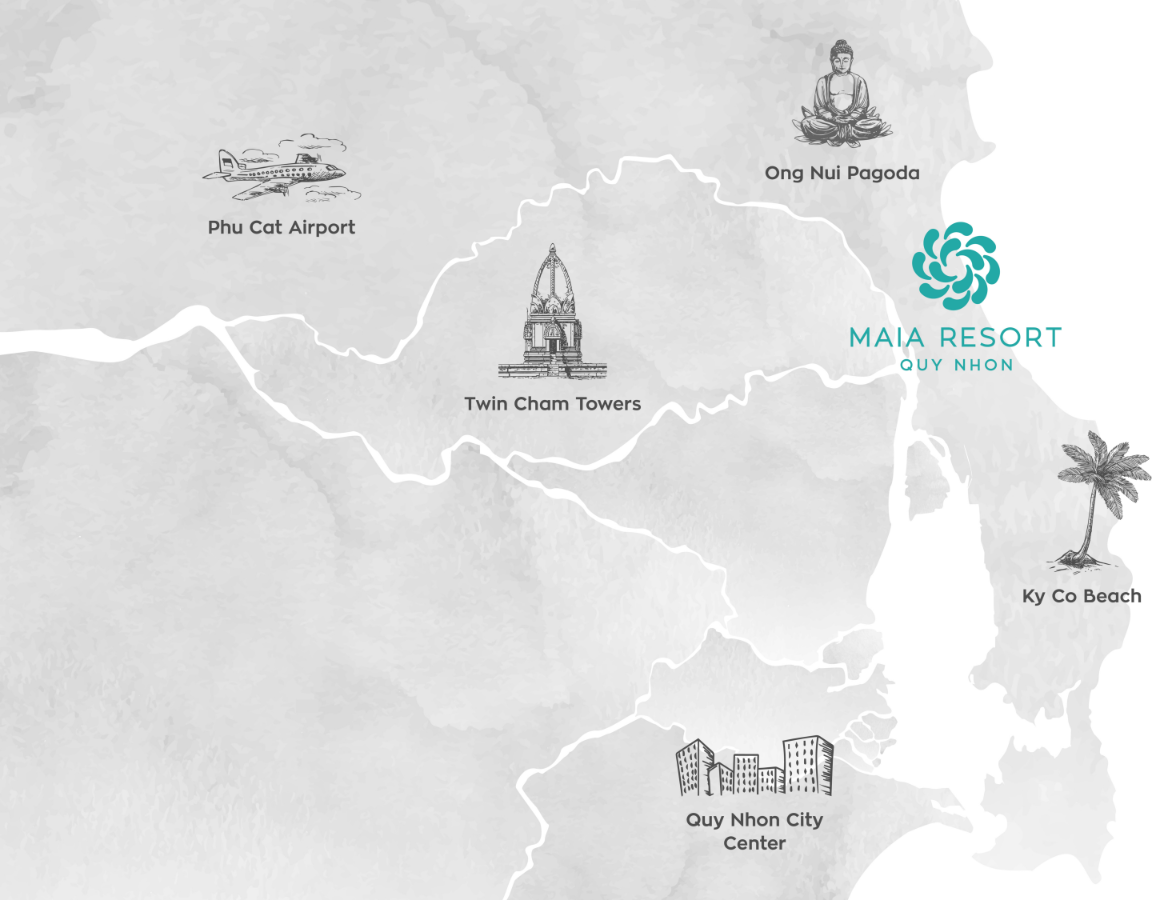 Ong Nui Pagoda
Phu Cat Airport
MAIA RESORT
QUY NHON
Twin Cham Towers
Ky Co Beach
Quy Nhon City
Center